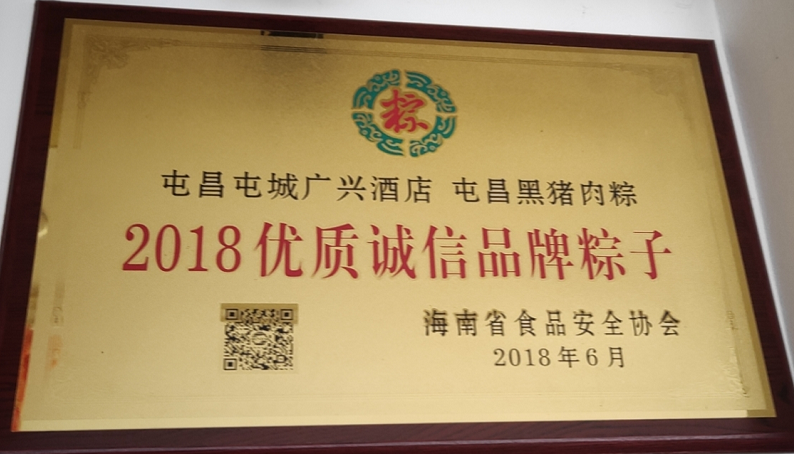 粽
屯昌屯城广兴酒店 屯昌黑猪肉粽
2018优质诚信品牌粽子
海南省食品安全协会
2018年6月